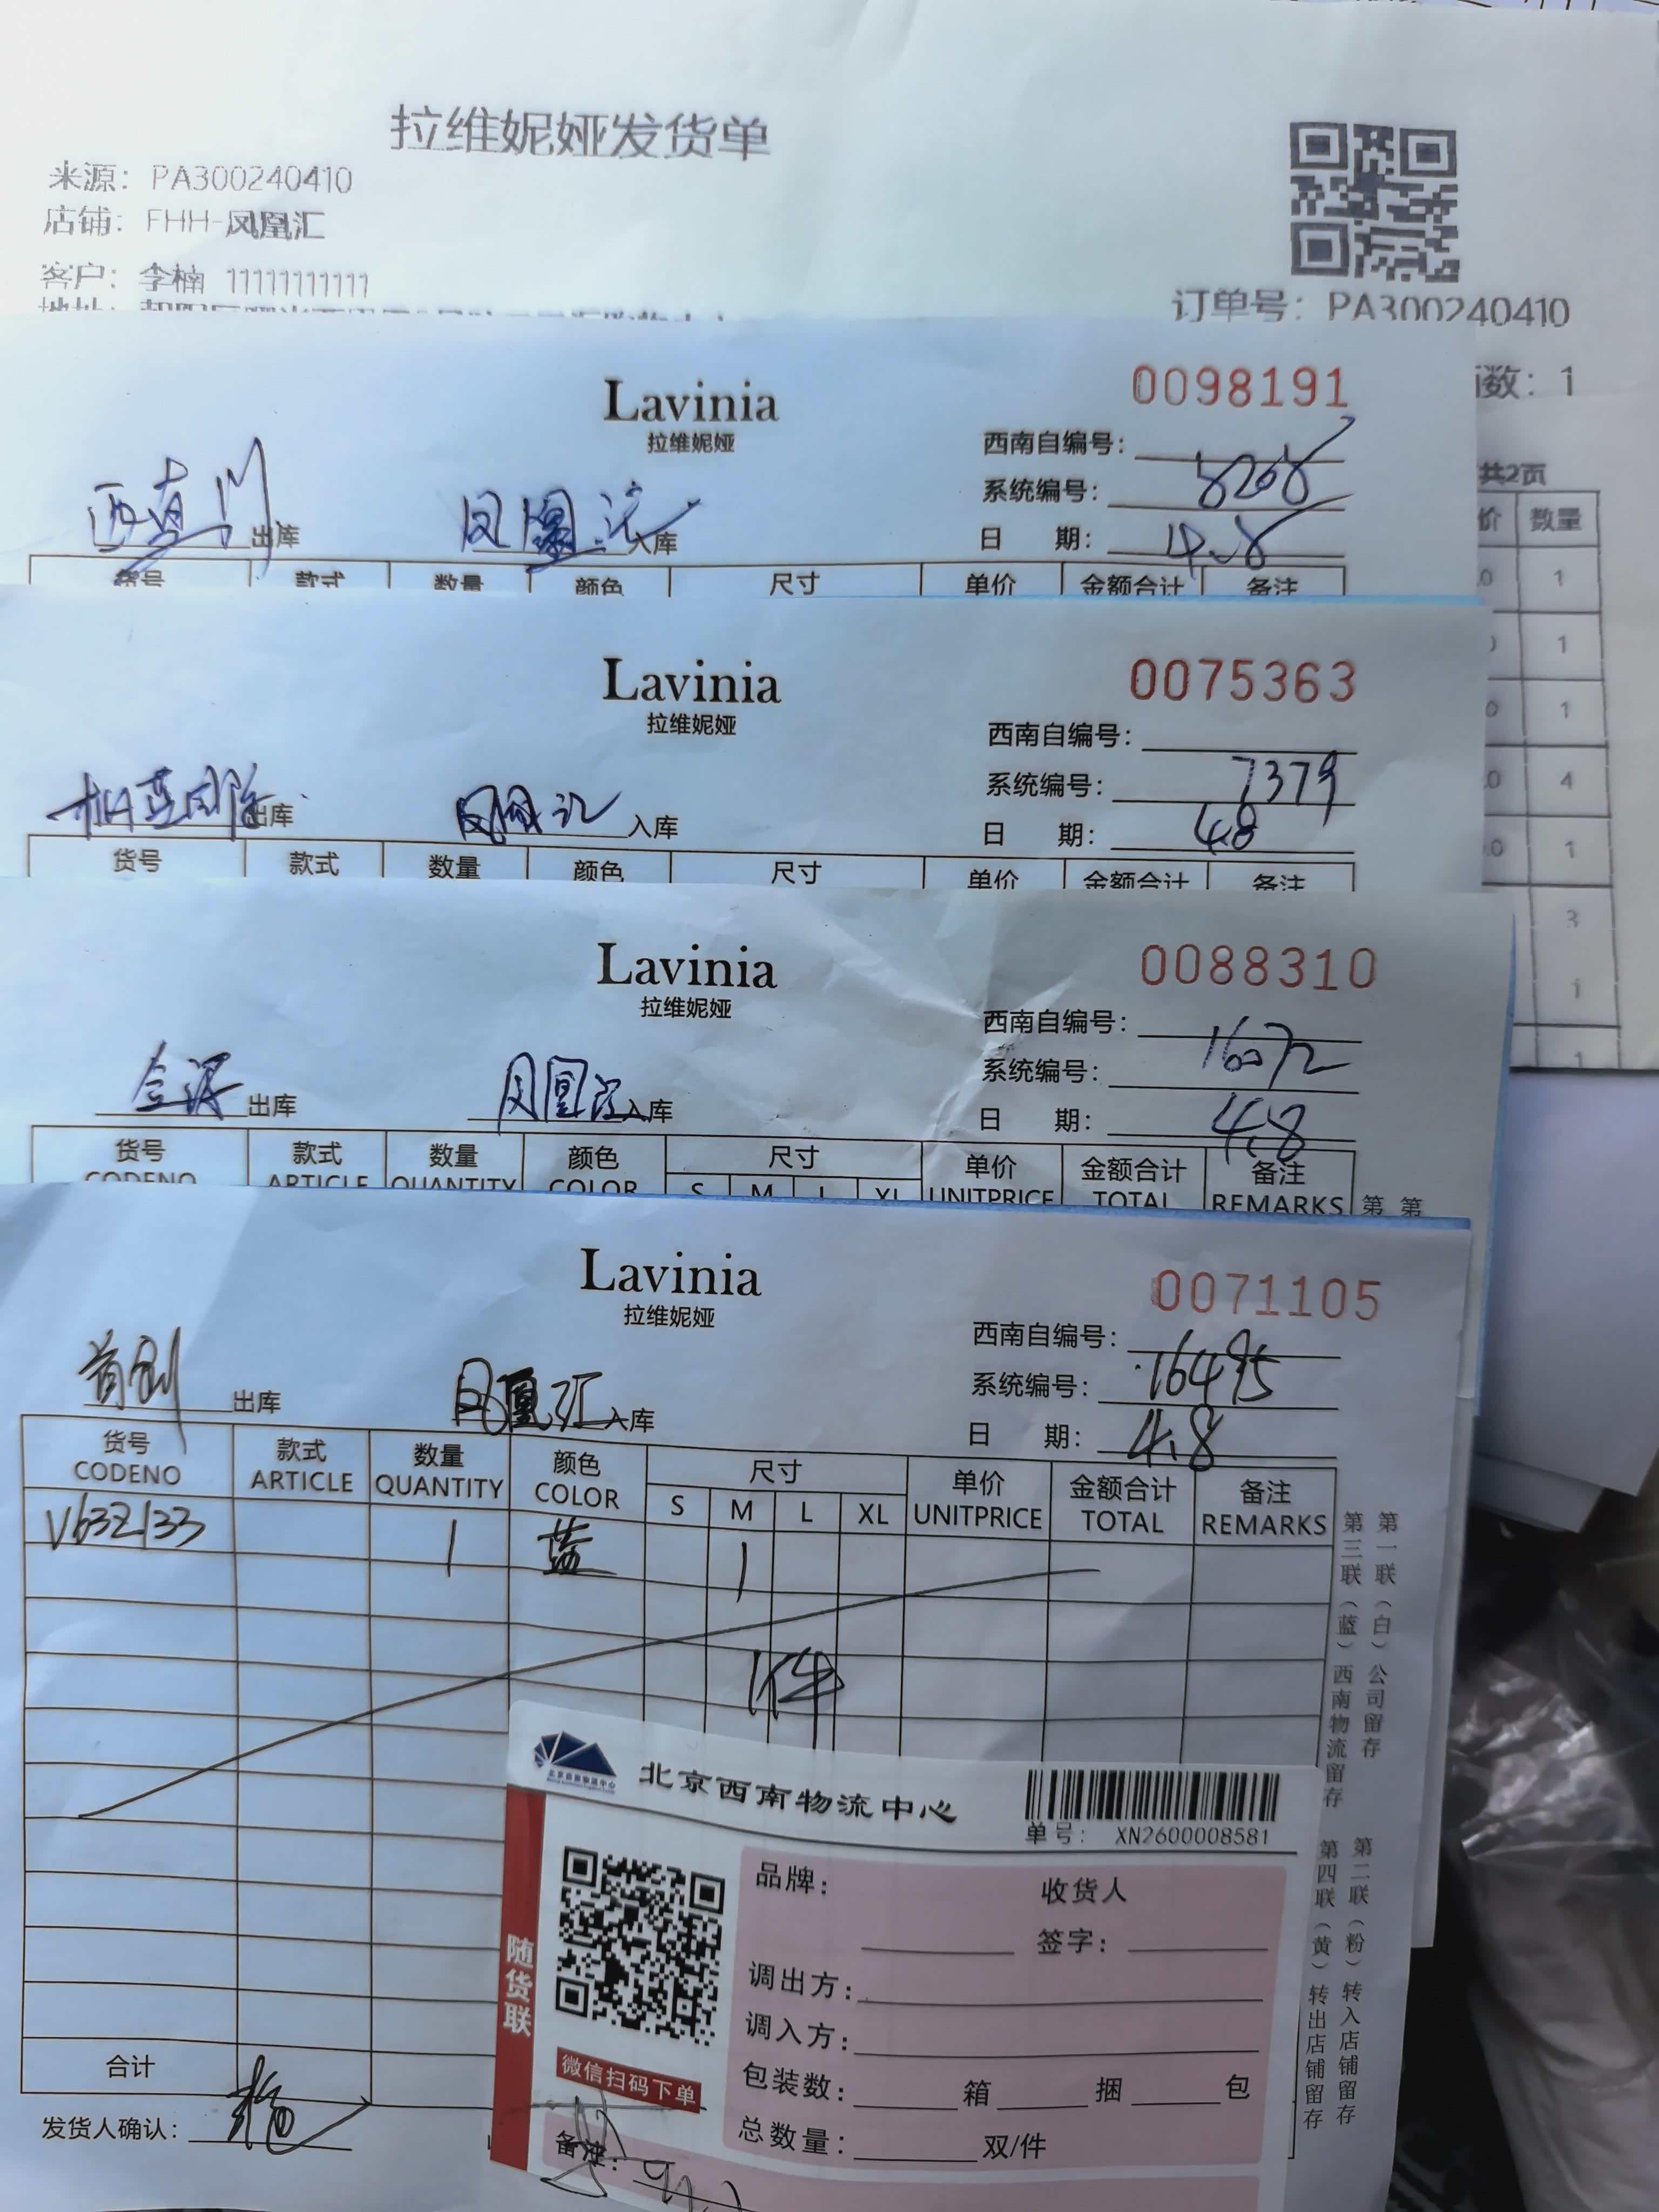 拉维妮娅发货单
来源：PA300240410
店铺：FHH-凤凰汇
客户：李楠 11111111111
订单号：PA300240410
数：1
共2页
价 数量
1
1
1
4
1
3
1
1
Lavinia
拉维妮娅
0098191
西南自编号：
系统编号：8208
日 期：4.8
西直门 出库 凤凰汇 入库
货号 款式 数量 颜色 尺寸 单价 金额合计 备注
Lavinia
拉维妮娅
0075363
西南自编号：
系统编号：7379
日 期：4.8
出库 凤凰汇 入库
货号 款式 数量 颜色 尺寸 单价 金额合计 备注
Lavinia
拉维妮娅
0088310
西南自编号：
系统编号：16072
日 期：4.8
金源 出库 凤凰汇 入库
货号 款式 数量 颜色 尺寸 单价 金额合计 备注
CODENO ARTICLE QUANTITY COLOR S M L XL UNITPRICE TOTAL REMARKS
第 第
Lavinia
拉维妮娅
0071105
西南自编号：
系统编号：16495
日 期：4.8
出库 凤凰汇 入库
货号 款式 数量 颜色 尺寸 单价 金额合计 备注
CODENO ARTICLE QUANTITY COLOR S M L XL UNITPRICE TOTAL REMARKS
V632133 1 蓝 1
1件
合计
发货人确认：杨
第一联（白）公司留存
第二联（粉）转入店铺留存
第三联（蓝）西南物流留存
第四联（黄）转出店铺留存
北京西南物流中心
北京西南物流中心
单号：XN2600008581
随货联
微信扫码下单
品牌： 收货人
签字：
调出方：
调入方：
包装数： 箱 捆 包
总数量： 双/件
备注：